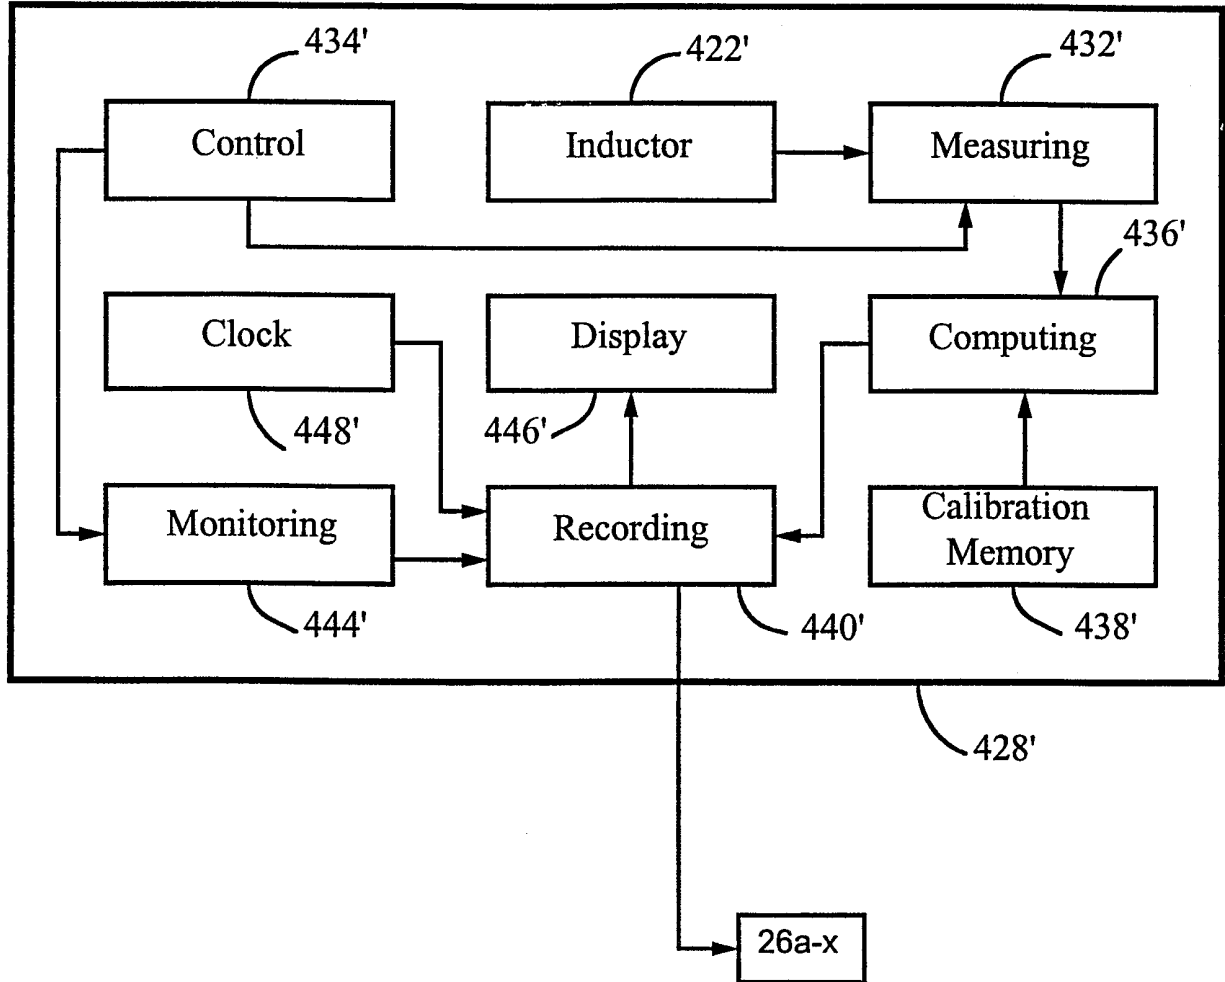 434'
422'
432'
Control
Inductor
Measuring
436'
Clock
Display
Computing
448'
446'
Monitoring
Recording
Calibration
Memory
444'
440'
438'
428'
26a-x